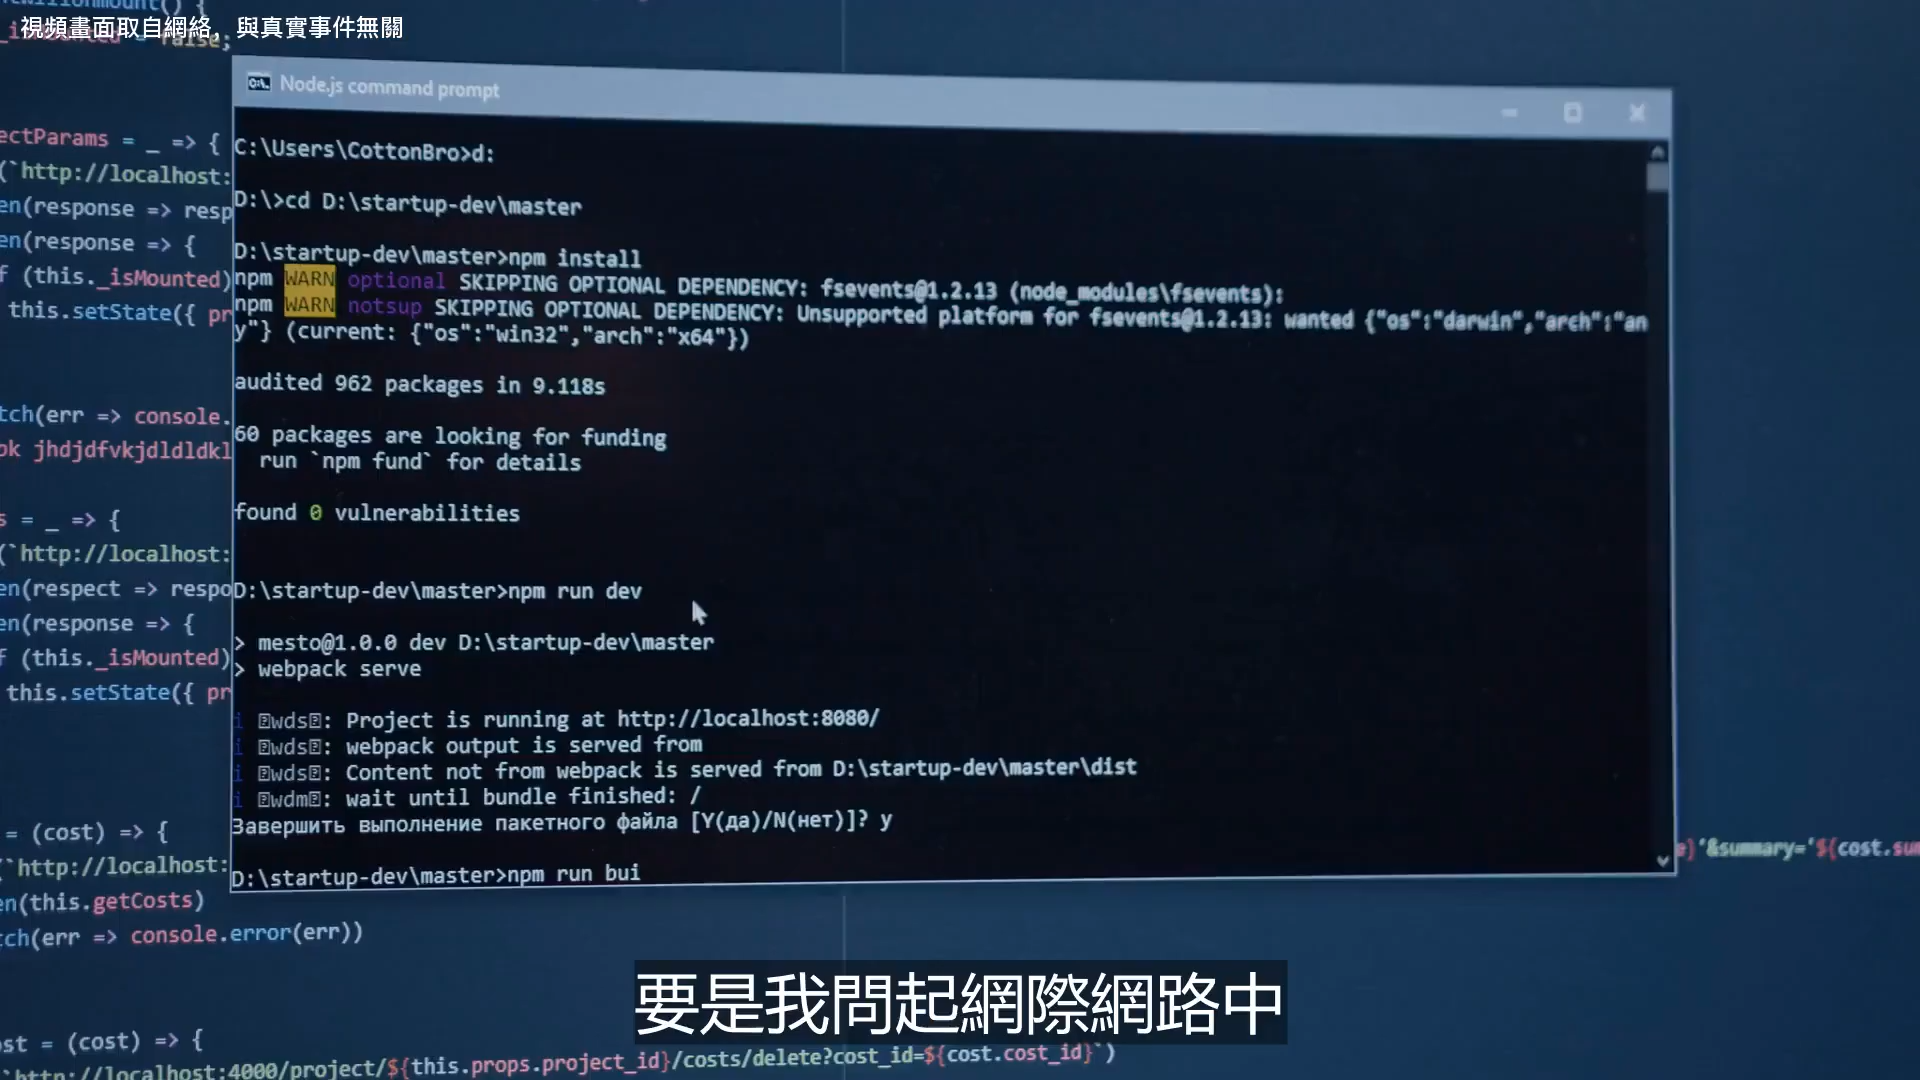 視頻畫面取自網絡，與真實事件無關
Node.js command prompt
C:\Users\CottonBro>d:
D:\>cd D:\startup-dev\master
D:\startup-dev\master>npm install
npm WARN optional SKIPPING OPTIONAL DEPENDENCY: fsevents@1.2.13 (node_modules\fsevents):
npm WARN notsup SKIPPING OPTIONAL DEPENDENCY: Unsupported platform for fsevents@1.2.13: wanted {"os":"darwin","arch":"an
y"} (current: {"os":"win32","arch":"x64"})
audited 962 packages in 9.118s
60 packages are looking for funding
run `npm fund` for details
found 0 vulnerabilities
D:\startup-dev\master>npm run dev
> mesto@1.0.0 dev D:\startup-dev\master
> webpack serve
i wds: Project is running at http://localhost:8080/
i wds: webpack output is served from
i wds: Content not from webpack is served from D:\startup-dev\master\dist
i wdm: wait until bundle finished: /
Завершить выполнение пакетного файла [Y(да)/N(нет)]? y
D:\startup-dev\master>npm run bui
ectParams = _ => {
(`http://localhost:
en(response => resp
en(response => {
f (this._isMounted)
this.setState({ pr
tch(err => console.
ok jhdjdfvkjdldldkl
s = _ => {
(`http://localhost:
en(respect => respo
en(response => {
f (this._isMounted)
this.setState({ pr
= (cost) => {
(`http://localhost:
e}'&summary='${cost.sum
en(this.getCosts)
tch(err => console.error(err))
ost = (cost) => {
`http://localhost:4000/project/${this.props.project_id}/costs/delete?cost_id=${cost.cost_id}`)
要是我問起網際網路中